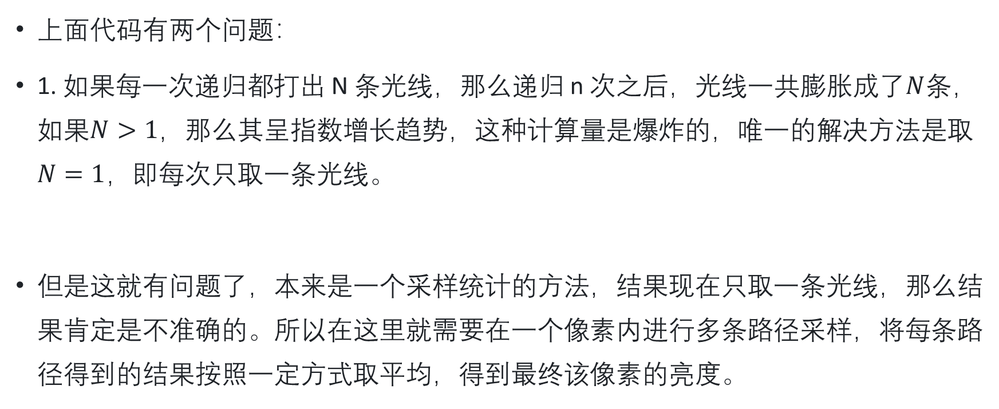 • 上面代码有两个问题：
• 1. 如果每一次递归都打出 N 条光线，那么递归 n 次之后，光线一共膨胀成了N条，
如果N > 1，那么其呈指数增长趋势，这种计算量是爆炸的，唯一的解决方法是取
N = 1，即每次只取一条光线。
• 但是这就有问题了，本来是一个采样统计的方法，结果现在只取一条光线，那么结
果肯定是不准确的。所以在这里就需要在一个像素内进行多条路径采样，将每条路
径得到的结果按照一定方式取平均，得到最终该像素的亮度。